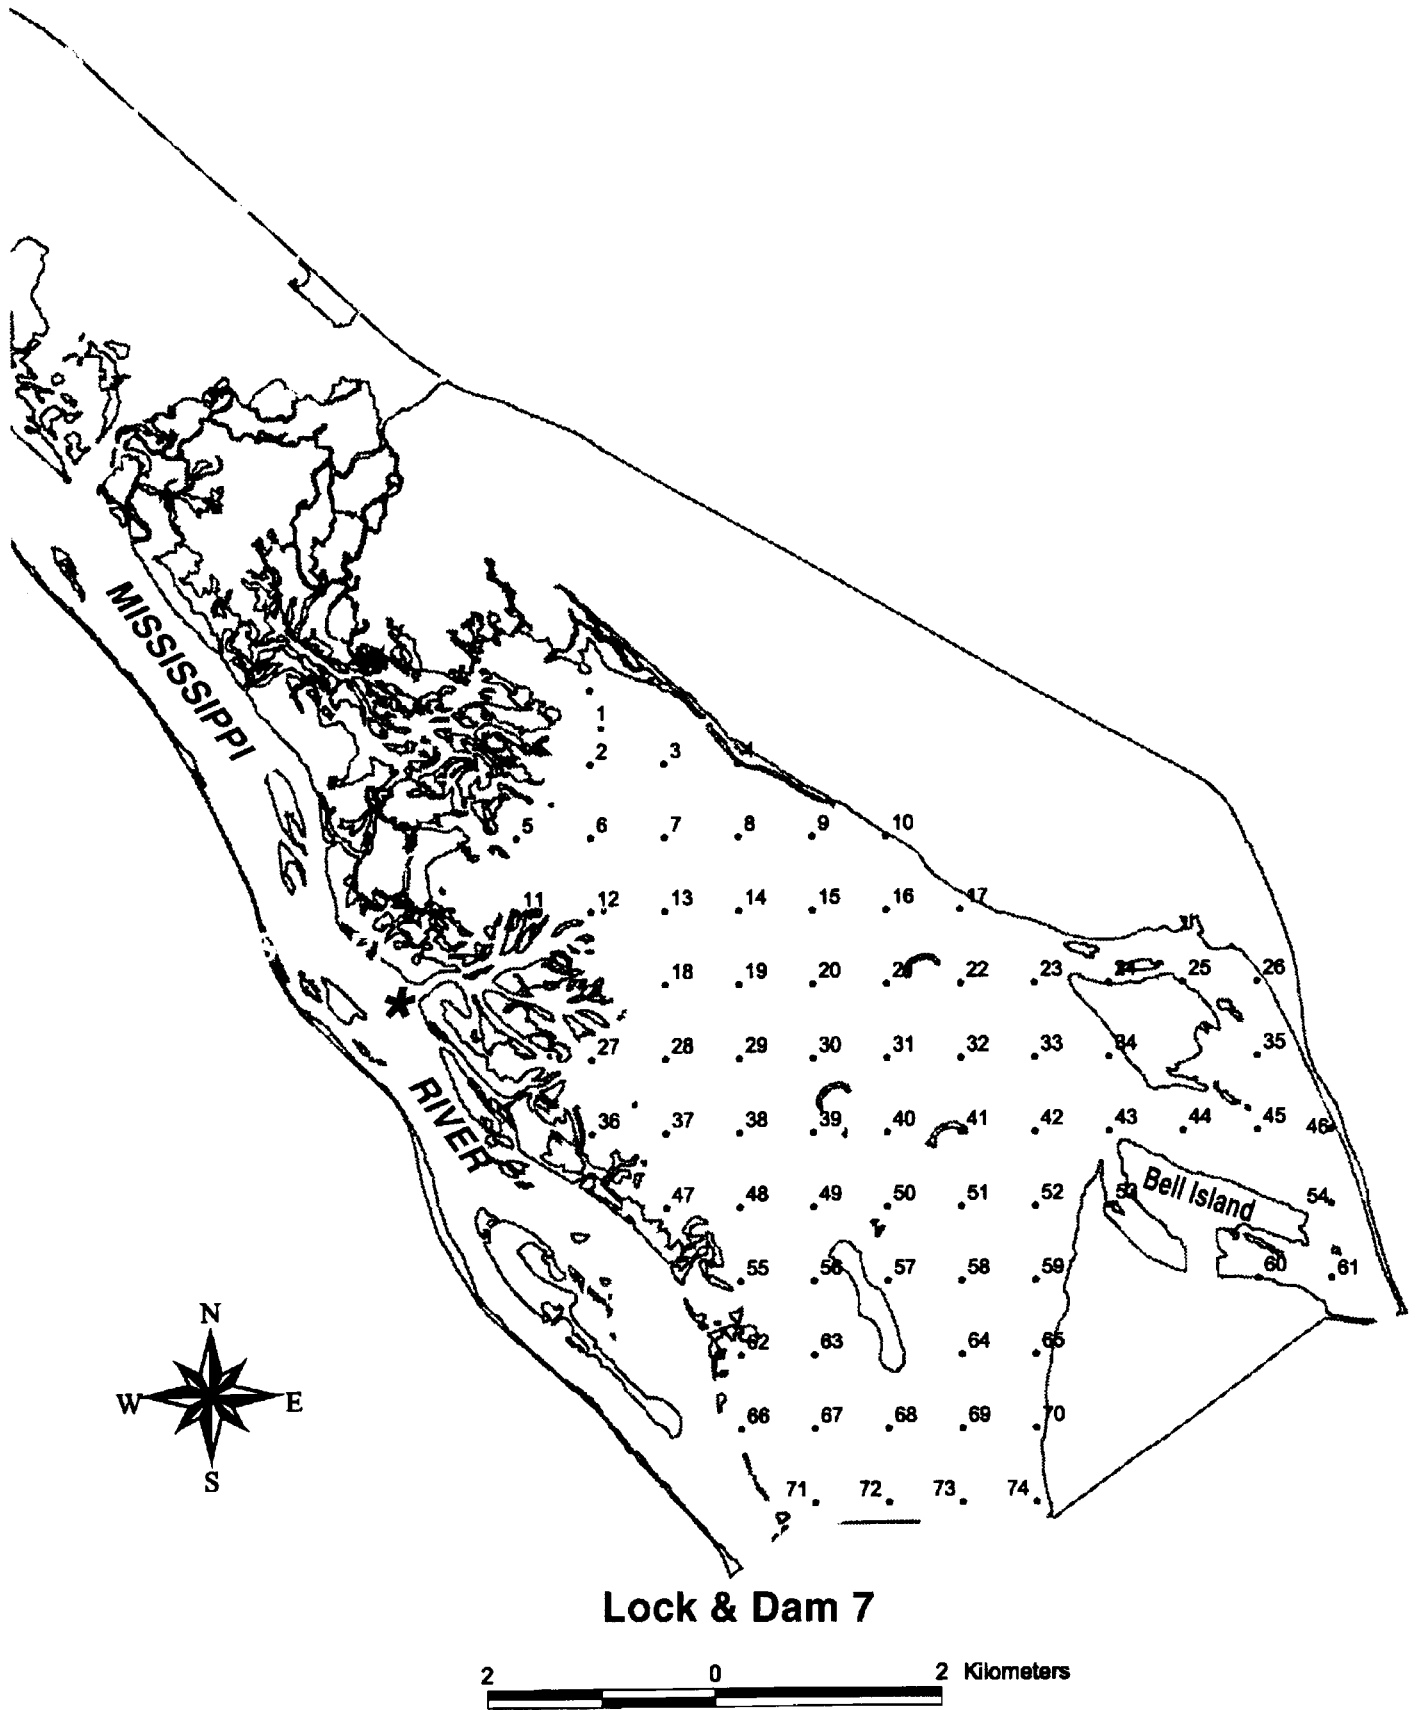 MISSISSIPPI
1
2 3 4
5 6 7 8 9 10
11 12 13 14 15 16 17
18 19 20 21 22 23 24 25 26
27 28 29 30 31 32 33 34 35
RIVER
36 37 38 39 40 41 42 43 44 45 46
Bell Island
47 48 49 50 51 52 53 54
55 56 57 58 59 60 61
N
62 63 64 65
W E
66 67 68 69 70
S
71 72 73 74
Lock & Dam 7
2 0 2 Kilometers